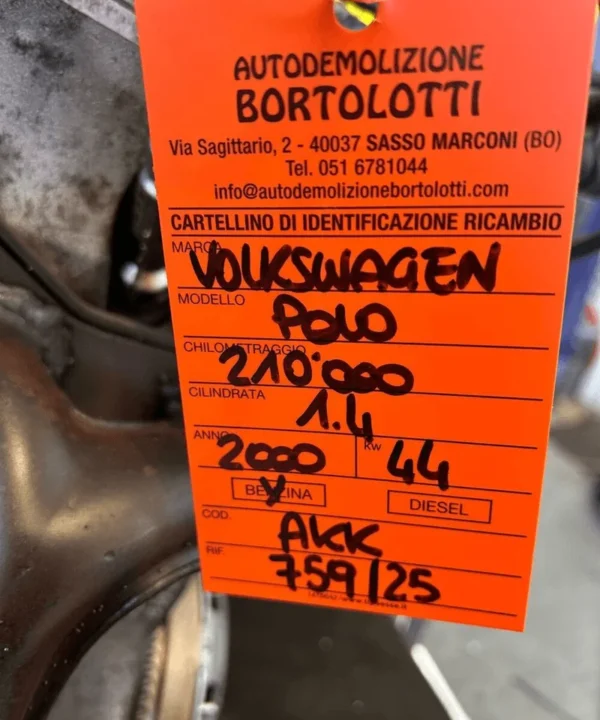 AUTODEMOLIZIONE
BORTOLOTTI
Via Sagittario, 2 - 40037 SASSO MARCONI (BO)
Tel. 051 6781044
info@autodemolizionebortolotti.com
CARTELLINO DI IDENTIFICAZIONE RICAMBIO
MARCA VOLKSWAGEN
MODELLO POLO
CHILOMETRAGGIO 210'000
CILINDRATA 1.4
ANNO 2000 KW 44
BENZINA DIESEL
COD. AKK
RIF. 759/25